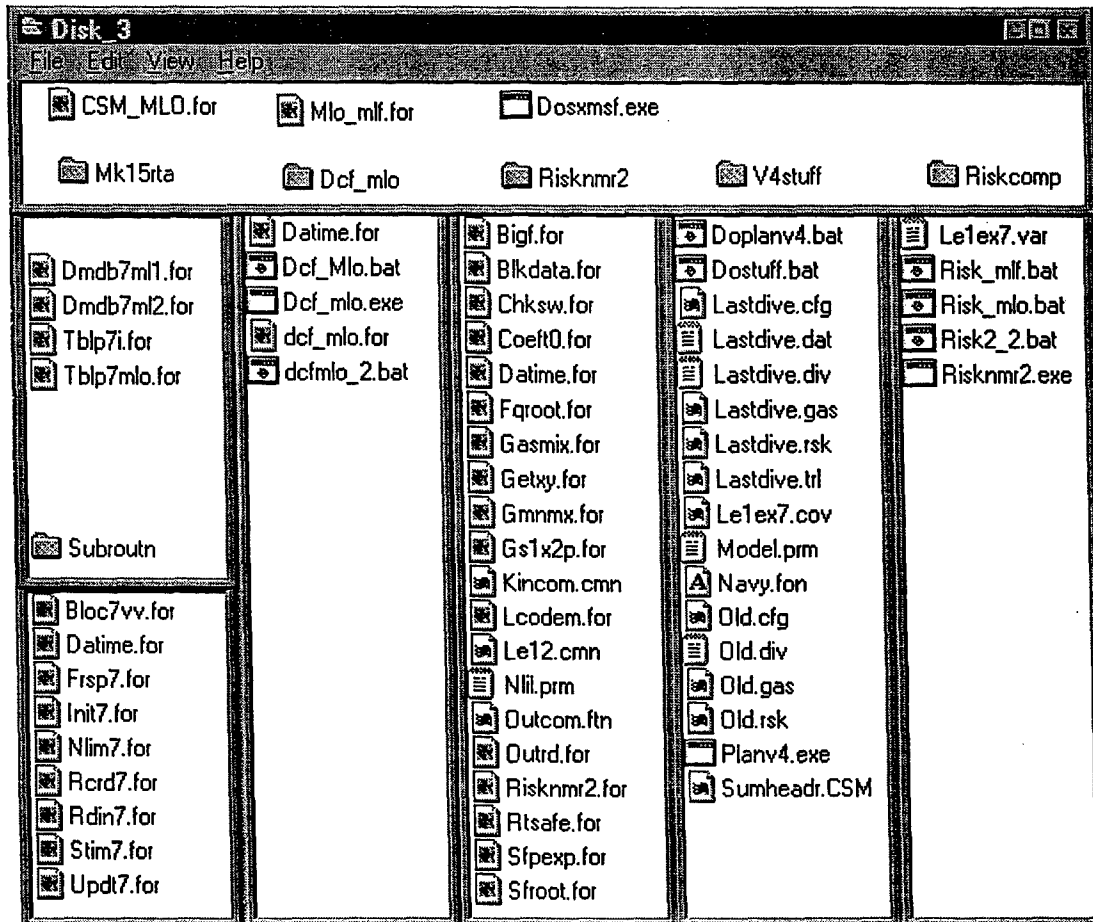 Disk_3
File Edit View Help
CSM_MLO.for Mlo_mlf.for Dosxmsf.exe
Mk15rta Dcf_mlo Risknmr2 V4stuff Riskcomp
Dmdb7ml1.for
Dmdb7ml2.for
Tblp7i.for
Tblp7mlo.for
Subroutn
Bloc7vv.for
Datime.for
Frsp7.for
Init7.for
Nlim7.for
Rcrd7.for
Rdin7.for
Stim7.for
Updt7.for
Datime.for
Dcf_Mlo.bat
Dcf_mlo.exe
dcf_mlo.for
dcfmlo_2.bat
Bigf.for
Blkdata.for
Chksw.for
Coeft0.for
Datime.for
Fqroot.for
Gasmix.for
Getxy.for
Gmnmx.for
Gs1x2p.for
Kincom.cmn
Lcodem.for
Le12.cmn
Nlil.prm
Outcom.ftn
Outrd.for
Risknmr2.for
Rtsafe.for
Sfpexp.for
Sfroot.for
Doplanv4.bat
Dostuff.bat
Lastdive.cfg
Lastdive.dat
Lastdive.div
Lastdive.gas
Lastdive.rsk
Lastdive.trl
Le1ex7.cov
Model.prm
Navy.fon
Old.cfg
Old.div
Old.gas
Old.rsk
Planv4.exe
Sumheadr.CSM
Le1ex7.var
Risk_mlf.bat
Risk_mlo.bat
Risk2_2.bat
Risknmr2.exe